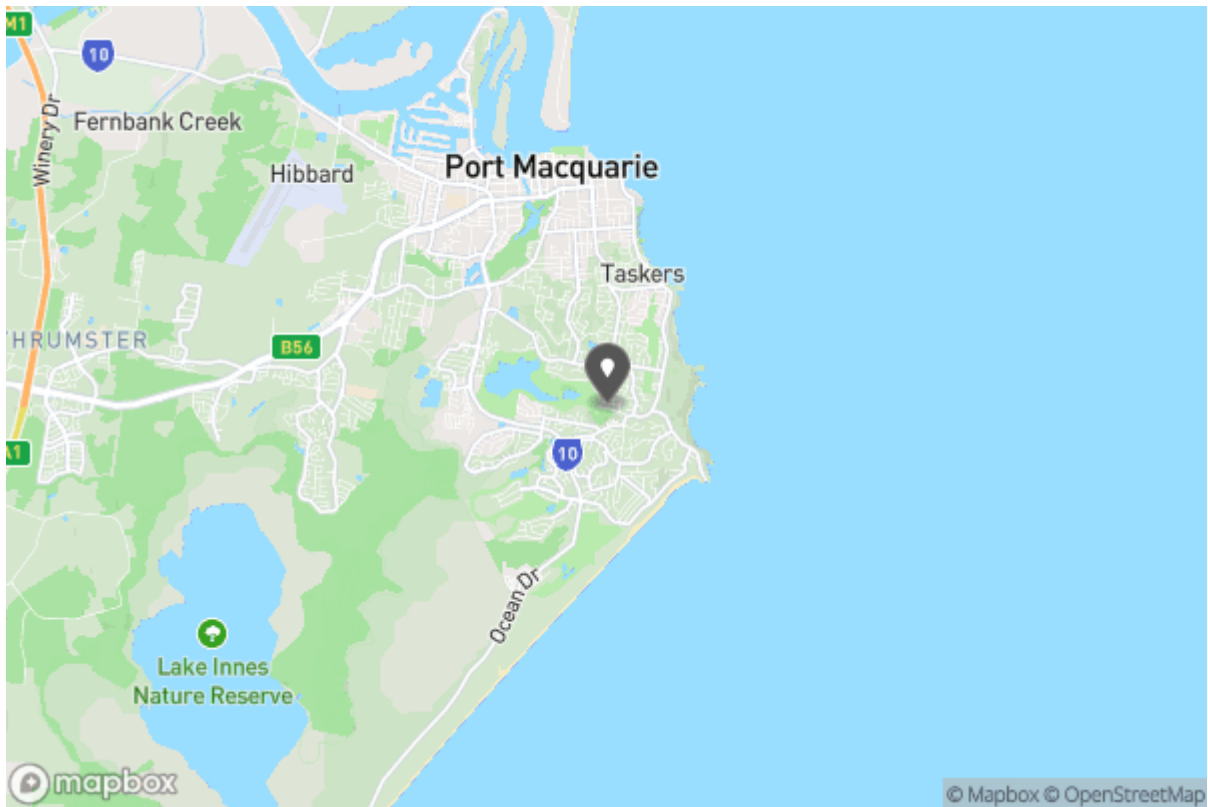 M1
10
Winery Dr
Fernbank Creek
Hibbard
Port Macquarie
Taskers
THRUMSTER
B56
A1
10
Ocean Dr
Lake Innes
Nature Reserve
mapbox
© Mapbox © OpenStreetMap